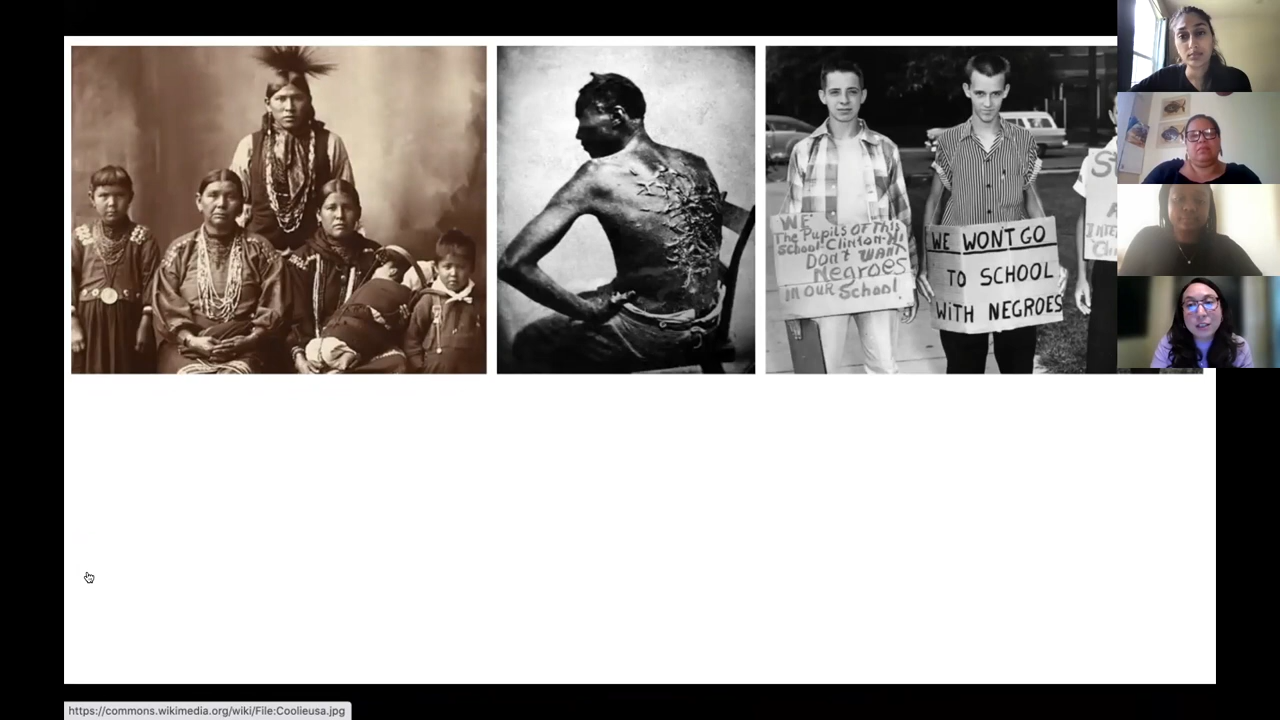 WE
The Pupils OF This
School-Clinton-Hi
DON'T WANT
Negroes
IN OUR School
WE WONT GO
TO SCHOOL
WITH NEGROES
https://commons.wikimedia.org/wiki/File:Coolieusa.jpg